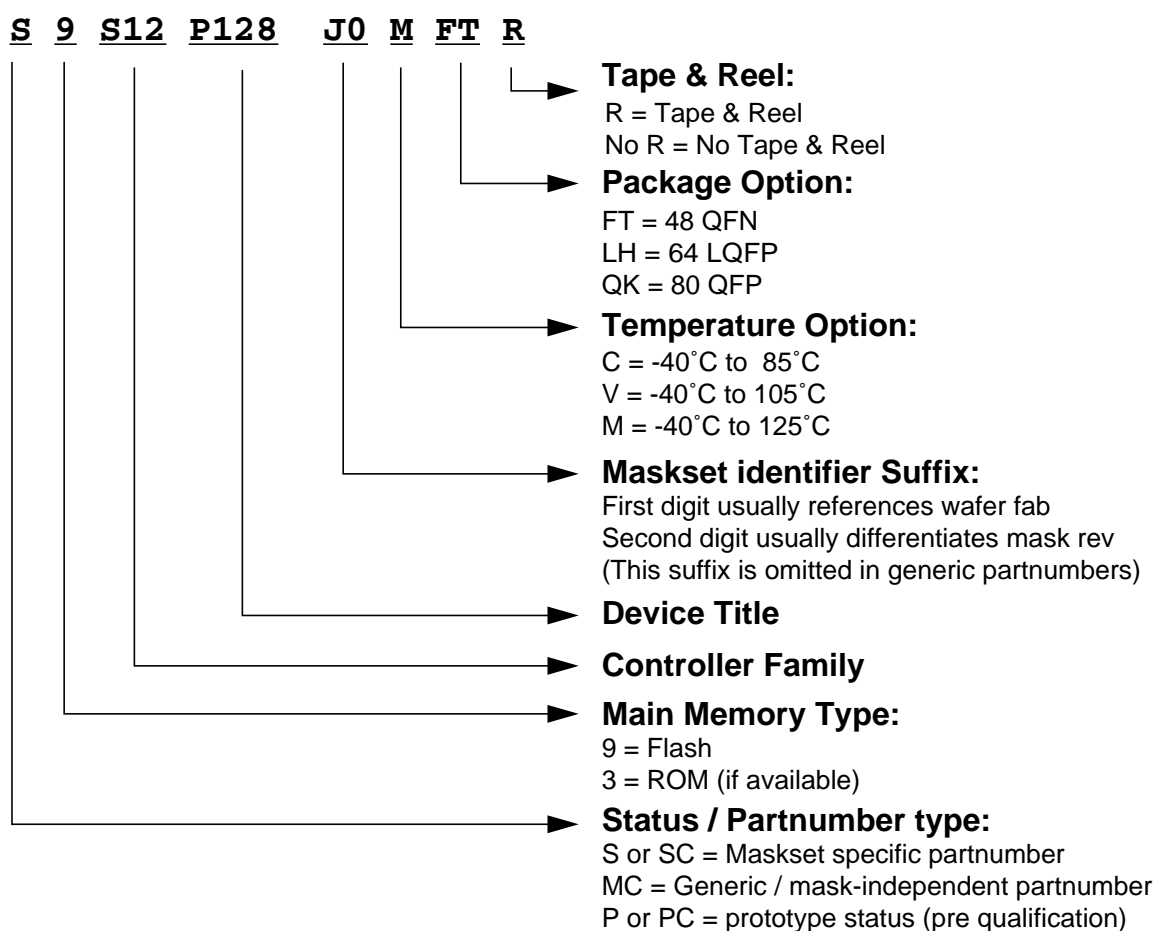 S 9 S12 P128 J0 M FT R
Tape & Reel:
R = Tape & Reel
No R = No Tape & Reel
Package Option:
FT = 48 QFN
LH = 64 LQFP
QK = 80 QFP
Temperature Option:
C = -40˚C to 85˚C
V = -40˚C to 105˚C
M = -40˚C to 125˚C
Maskset identifier Suffix:
First digit usually references wafer fab
Second digit usually differentiates mask rev
(This suffix is omitted in generic partnumbers)
Device Title
Controller Family
Main Memory Type:
9 = Flash
3 = ROM (if available)
Status / Partnumber type:
S or SC = Maskset specific partnumber
MC = Generic / mask-independent partnumber
P or PC = prototype status (pre qualification)